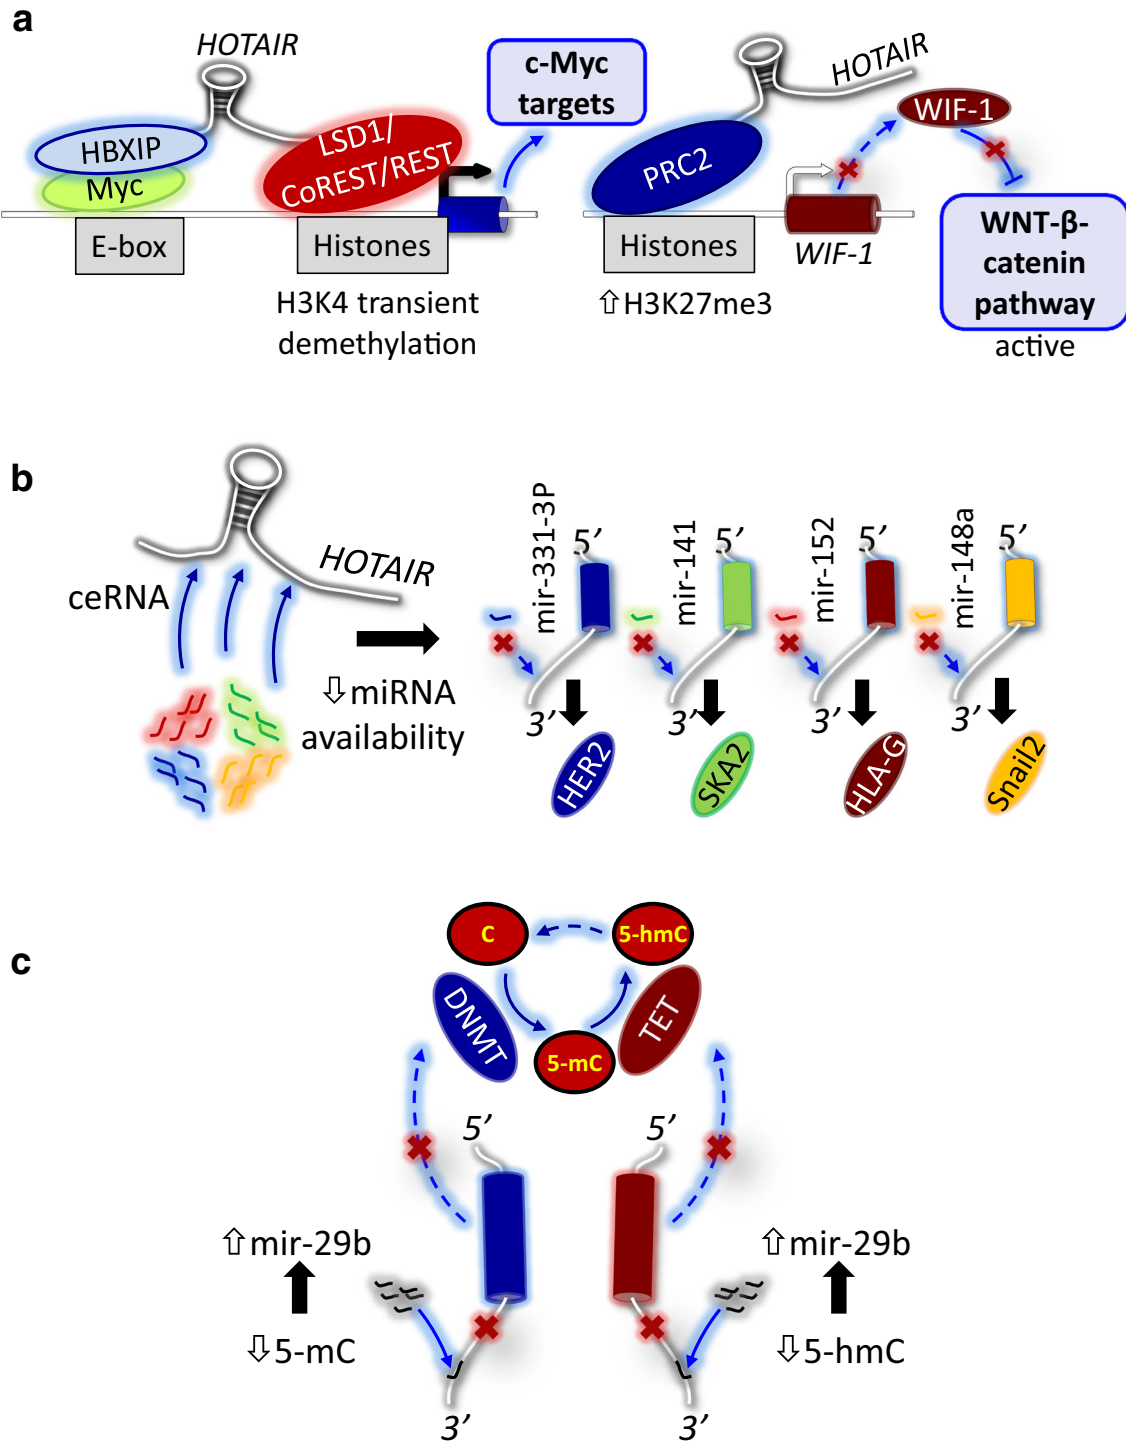 a
HOTAIR
HBXIP
Myc
LSD1/
CoREST/REST
E-box
Histones
H3K4 transient
demethylation
c-Myc
targets
HOTAIR
PRC2
Histones
⇧H3K27me3
WIF-1
WIF-1
WNT-β-
catenin
pathway
active
b
HOTAIR
ceRNA
⇩miRNA
availability
mir-331-3P
5′
3′
HER2
mir-141
5′
3′
SKA2
mir-152
5′
3′
HLA-G
mir-148a
5′
3′
Snail2
c
C
5-hmC
DNMT
TET
5-mC
5′
⇧mir-29b
⇩5-mC
3′
5′
⇧mir-29b
⇩5-hmC
3′